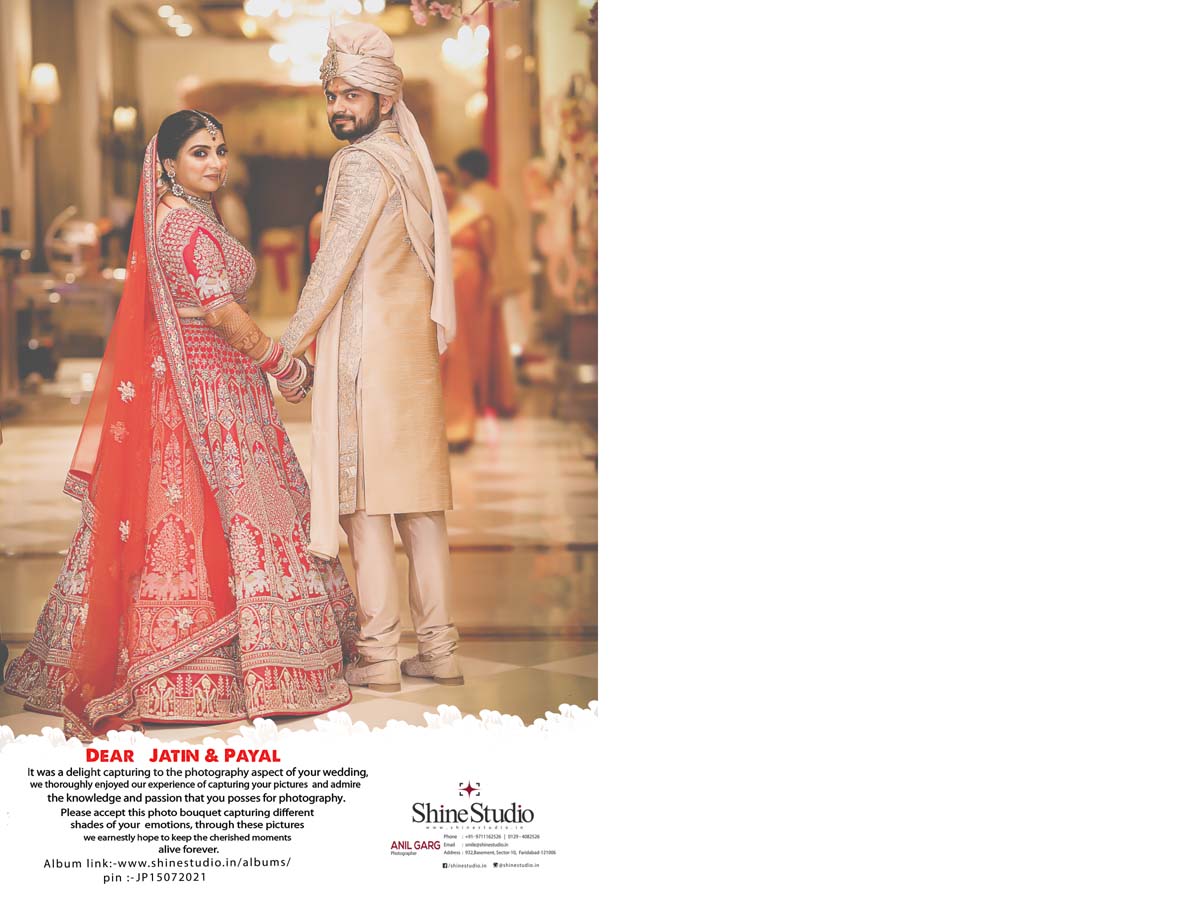 DEAR JATIN & PAYAL
It was a delight capturing to the photography aspect of your wedding,
we thoroughly enjoyed our experience of capturing your pictures and admire
the knowledge and passion that you posses for photography.
Please accept this photo bouquet capturing different
shades of your emotions, through these pictures
we earnestly hope to keep the cherished moments
alive forever.
Album link:-www.shinestudio.in/albums/
pin :-JP15072021
Shine Studio
www.shinestudio.in
ANIL GARG
Photographer
Phone : +91- 9711162526 | 0129 - 4082526
Email : smile@shinestudio.in
Address : 932,Basement, Sector-10, Faridabad-121006
/shinestudio.in @shinestudio.in